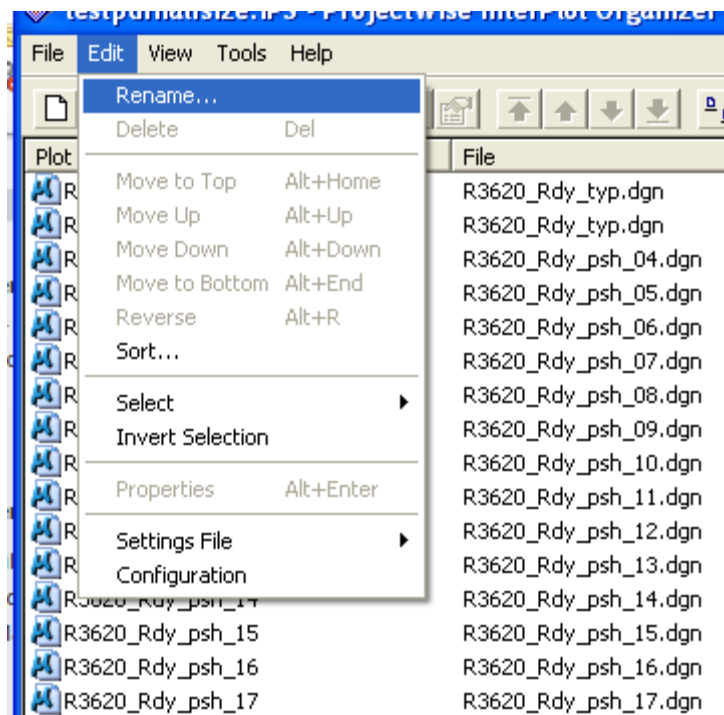 File Edit View Tools Help
Rename...
Delete Del
Plot File
Move to Top Alt+Home
R R3620_Rdy_typ.dgn
Move Up Alt+Up
R R3620_Rdy_typ.dgn
Move Down Alt+Down
R R3620_Rdy_psh_04.dgn
Move to Bottom Alt+End
R R3620_Rdy_psh_05.dgn
Reverse Alt+R
R R3620_Rdy_psh_06.dgn
Sort...
R R3620_Rdy_psh_07.dgn
Select
R R3620_Rdy_psh_08.dgn
Invert Selection
R R3620_Rdy_psh_09.dgn
R R3620_Rdy_psh_10.dgn
Properties Alt+Enter
R R3620_Rdy_psh_11.dgn
Settings File
R R3620_Rdy_psh_12.dgn
Configuration
R R3620_Rdy_psh_13.dgn
R3620_Rdy_psh_14 R3620_Rdy_psh_14.dgn
R3620_Rdy_psh_15 R3620_Rdy_psh_15.dgn
R3620_Rdy_psh_16 R3620_Rdy_psh_16.dgn
R3620_Rdy_psh_17 R3620_Rdy_psh_17.dgn